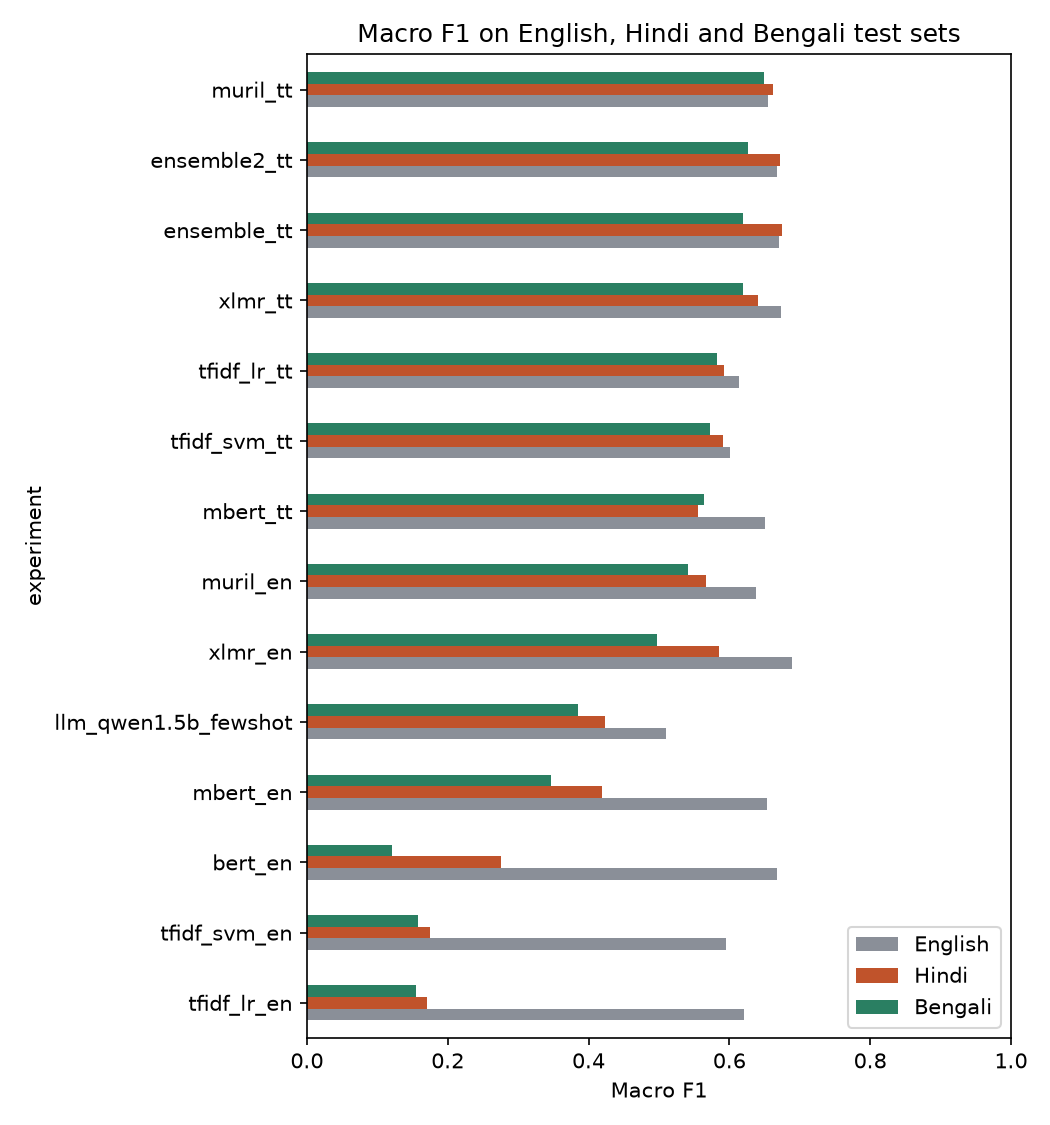 Macro F1 on English, Hindi and Bengali test sets
muril_tt
ensemble2_tt
ensemble_tt
xlmr_tt
tfidf_lr_tt
tfidf_svm_tt
mbert_tt
muril_en
xlmr_en
llm_qwen1.5b_fewshot
mbert_en
bert_en
tfidf_svm_en
tfidf_lr_en
experiment
English
Hindi
Bengali
0.0 0.2 0.4 0.6 0.8 1.0
Macro F1